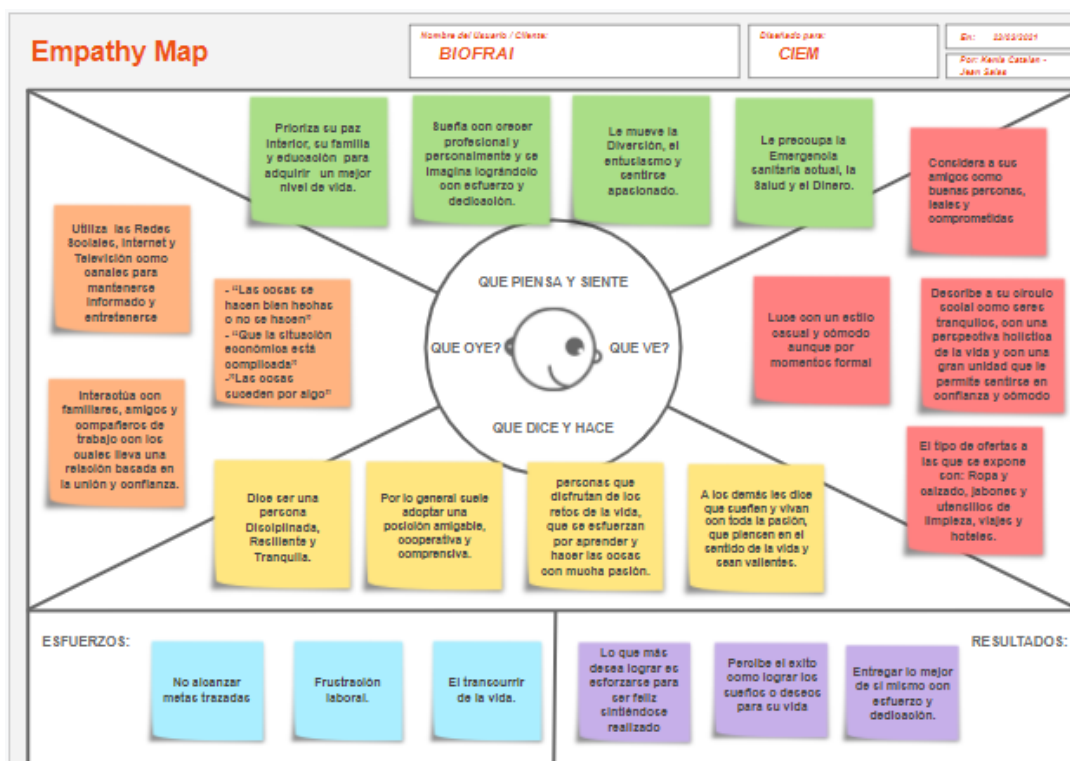 Empathy Map
Nombre del Usuario / Cliente:
BIOFRAI
Diseñado para:
CIEM
En: 23/03/2021
Por: Kenia Catalan -
Jean Salas
Prioriza su paz
interior, su familia
y educación para
adquirir un mejor
nivel de vida.
Sueña con crecer
profesional y
personalmente y se
imagina lográndolo
con esfuerzo y
dedicación.
Le mueve la
Diversión, el
entusiasmo y
sentirse
apasionado.
Le preocupa la
Emergencia
sanitaria actual, la
Salud y el Dinero.
Considera a sus
amigos como
buenas personas,
leales y
comprometidas
Utiliza las Redes
Sociales, Internet y
Televisión como
canales para
mantenerse
informado y
entretenerse
- "Las cosas se
hacen bien hechas
o no se hacen"
- "Que la situación
económica está
complicada"
-"Las cosas
suceden por algo"
Interactúa con
familiares, amigos y
compañeros de
trabajo con los
cuales lleva una
relación basada en
la unión y confianza.
QUE PIENSA Y SIENTE
QUE OYE?
QUE VE?
QUE DICE Y HACE
Luce con un estilo
casual y cómodo
aunque por
momentos formal
Describe a su círculo
social como seres
tranquilos, con una
perspectiva holística
de la vida y con una
gran unidad que le
permite sentirse en
confianza y cómodo
El tipo de ofertas a
las que se expone
son: Ropa y
calzado, jabones y
utensilios de
limpieza, viajes y
hoteles.
Dice ser una
persona
Disciplinada,
Resiliente y
Tranquila.
Por lo general suele
adoptar una
posición amigable,
cooperativa y
comprensiva.
personas que
disfrutan de los
retos de la vida,
que se esfuerzan
por aprender y
hacer las cosas
con mucha pasión.
A los demás les dice
que sueñen y vivan
con toda la pasión,
que piensen en el
sentido de la vida y
sean valientes.
ESFUERZOS:
No alcanzar
metas trazadas
Frustración
laboral.
El transcurrir
de la vida.
RESULTADOS:
Lo que más
desea lograr es
esforzarse para
ser feliz
sintiéndose
realizado
Percibe el exito
como lograr los
sueños o deseos
para su vida
Entregar lo mejor
de si mismo con
esfuerzo y
dedicación.